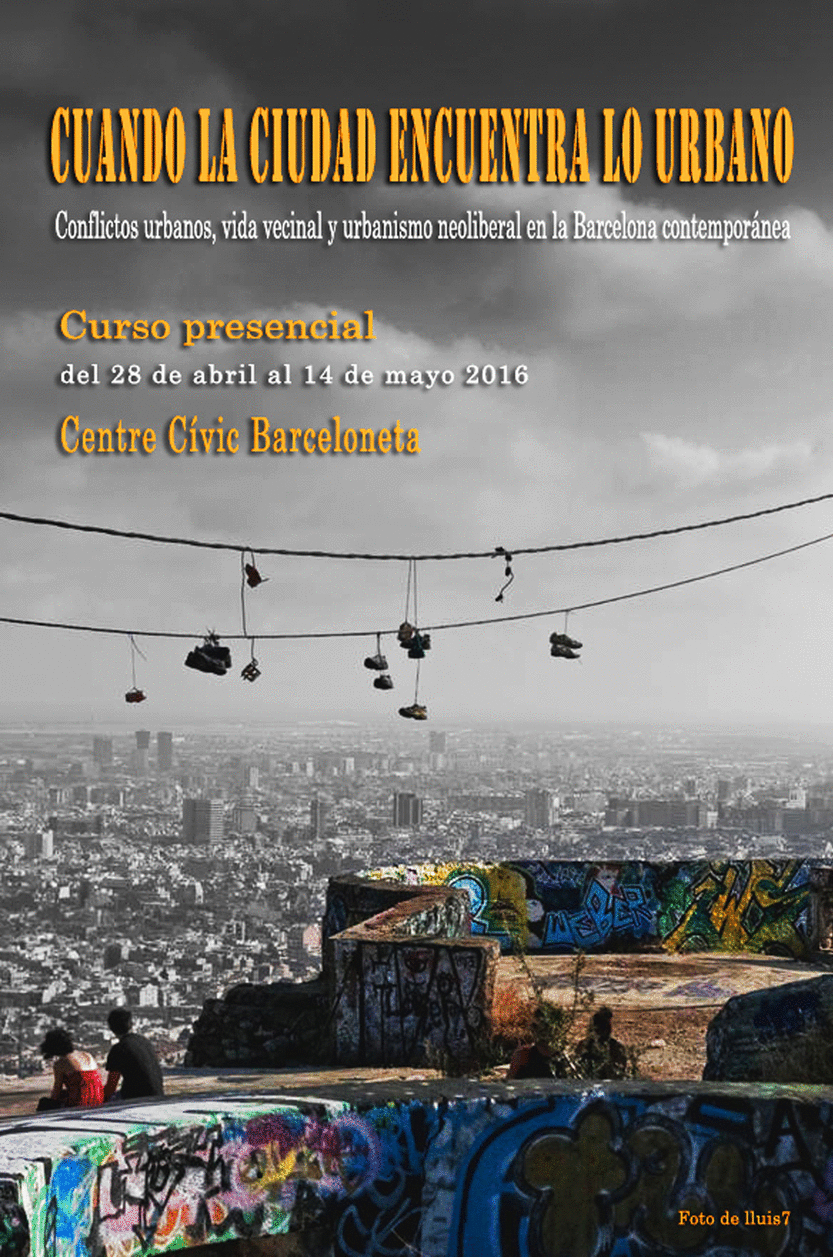 CUANDO LA CIUDAD ENCUENTRA LO URBANO
Conflictos urbanos, vida vecinal y urbanismo neoliberal en la Barcelona contemporánea
Curso presencial
del 28 de abril al 14 de mayo 2016
Centre Cívic Barceloneta
WEBER
Foto de lluis7